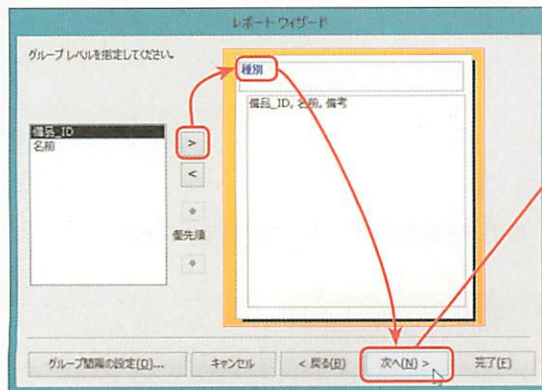 レポート ウィザード
グループ レベルを指定してください。
備品_ID
名前
>
<
優先順
種別
備品_ID, 名前, 備考
グループ間隔の設定(O)...
キャンセル
< 戻る(B)
次へ(N) >
完了(F)